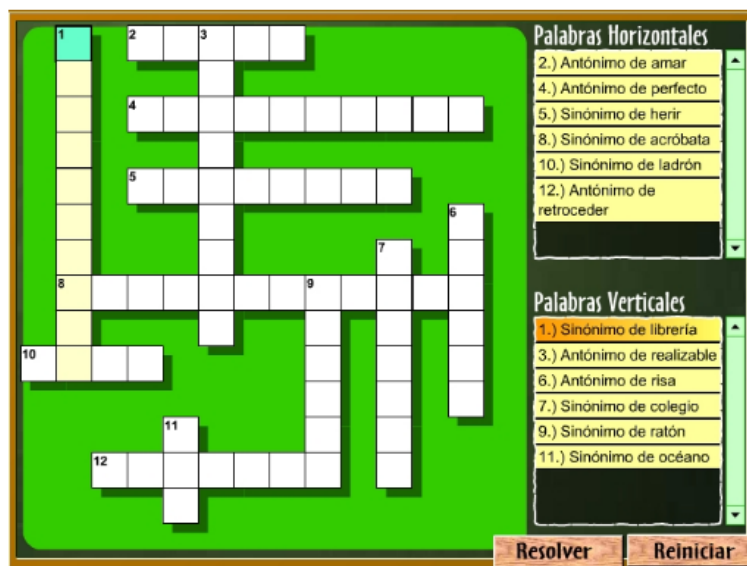 Palabras Horizontales
2.) Antónimo de amar
4.) Antónimo de perfecto
5.) Sinónimo de herir
8.) Sinónimo de acróbata
10.) Sinónimo de ladrón
12.) Antónimo de
retroceder
Palabras Verticales
1.) Sinónimo de librería
3.) Antónimo de realizable
6.) Antónimo de risa
7.) Sinónimo de colegio
9.) Sinónimo de ratón
11.) Sinónimo de océano
1 2 3
4
5
6
7
8 9
10
11
12
Resolver Reiniciar